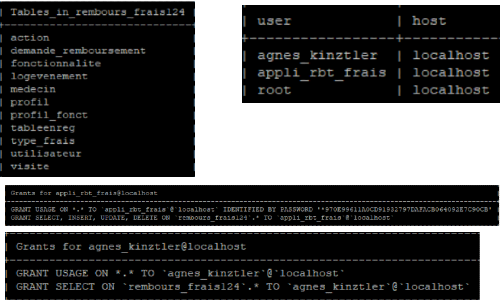 Tables_in_rembours_frais124
action
demande_remboursement
fonctionnalite
logevenement
medecin
profil
profil_fonct
tableenreg
type_frais
utilisateur
visite
user | host
agnes_kinztler | localhost
appli_rbt_frais | localhost
root | localhost
Grants for appli_rbt_frais@localhost
GRANT USAGE ON *.* TO `appli_rbt_frais`@`localhost` IDENTIFIED BY PASSWORD
GRANT SELECT, INSERT, UPDATE, DELETE ON `rembours_frais124`.* TO `appli_rbt_frais`@`localhost`
Grants for agnes_kinztler@localhost
GRANT USAGE ON *.* TO `agnes_kinztler`@`localhost`
GRANT SELECT ON `rembours_frais124`.* TO `agnes_kinztler`@`localhost`